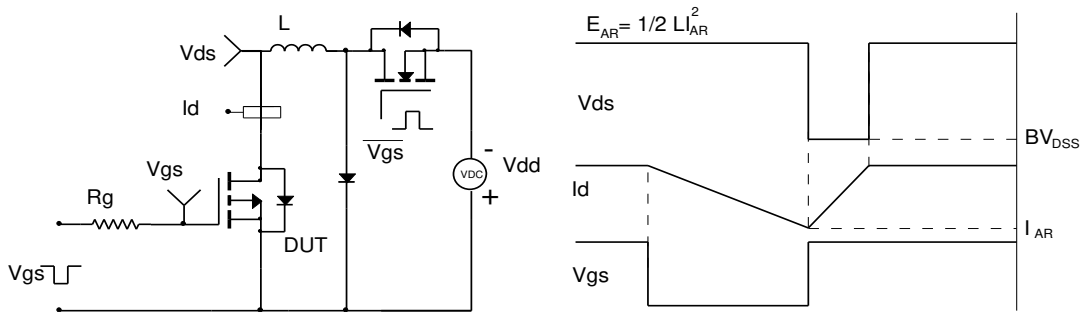 L
Vds
Id
Vgs
Vgs
Rg
DUT
Vgs
VDC
-
+
Vdd
E_AR= 1/2 LI_AR^2
Vds
BV_DSS
Id
I_AR
Vgs